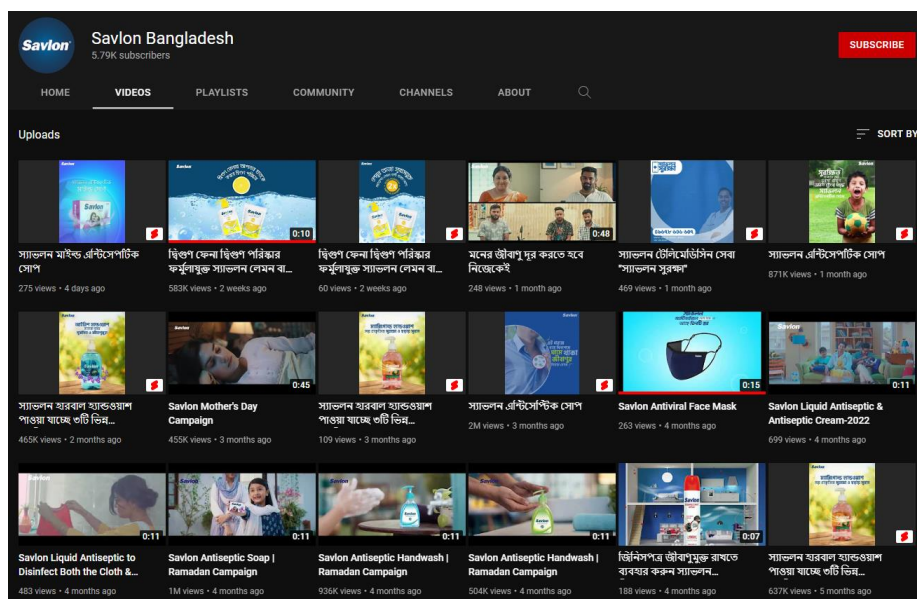 Savlon
Savlon Bangladesh
5.79K subscribers
SUBSCRIBE
HOME VIDEOS PLAYLISTS COMMUNITY CHANNELS ABOUT
Uploads
SORT BY
0:10
0:48
স্যাভলন মাইল্ড এন্টিসেপটিক
সোপ
275 views • 4 days ago
দ্বিগুণ ফেনা দ্বিগুণ পরিষ্কার
ফর্মুলাযুক্ত স্যাভলন লেমন বা...
583K views • 2 weeks ago
দ্বিগুণ ফেনা দ্বিগুণ পরিষ্কার
ফর্মুলাযুক্ত স্যাভলন লেমন বা...
60 views • 2 weeks ago
মনের জীবাণু দূর করতে হবে
নিজেকেই
248 views • 1 month ago
স্যাভলন টেলিমেডিসিন সেবা
"স্যাভলন সুরক্ষা"
469 views • 1 month ago
স্যাভলন এন্টিসেপটিক সোপ
871K views • 1 month ago
0:45
0:15
0:11
স্যাভলন হারবাল হ্যান্ডওয়াশ
পাওয়া যাচ্ছে ৩টি ভিন্ন...
465K views • 2 months ago
Savlon Mother's Day
Campaign
455K views • 3 months ago
স্যাভলন হারবাল হ্যান্ডওয়াশ
পাওয়া যাচ্ছে ৩টি ভিন্ন...
109 views • 3 months ago
স্যাভলন এন্টিসেপ্টিক সোপ
2M views • 3 months ago
Savlon Antiviral Face Mask
263 views • 4 months ago
Savlon Liquid Antiseptic &
Antiseptic Cream-2022
699 views • 4 months ago
0:11
0:11
0:11
0:11
0:07
Savlon Liquid Antiseptic to
Disinfect Both the Cloth &...
483 views • 4 months ago
Savlon Antiseptic Soap |
Ramadan Campaign
1M views • 4 months ago
Savlon Antiseptic Handwash |
Ramadan Campaign
936K views • 4 months ago
Savlon Antiseptic Handwash |
Ramadan Campaign
504K views • 4 months ago
জিনিসপত্র জীবাণুমুক্ত রাখতে
ব্যবহার করুন স্যাভলন...
188 views • 4 months ago
স্যাভলন হারবাল হ্যান্ডওয়াশ
পাওয়া যাচ্ছে ৩টি ভিন্ন...
637K views • 5 months ago